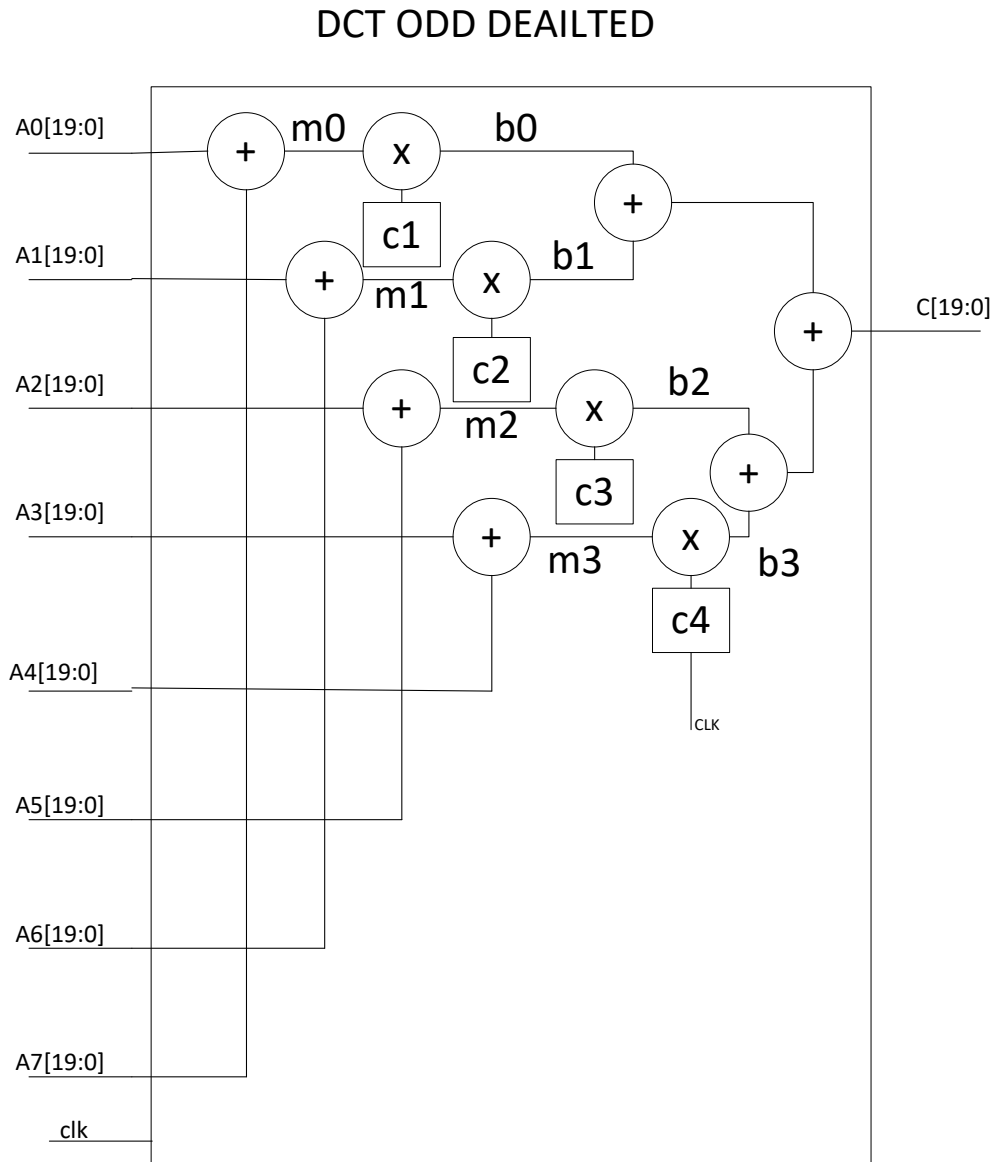 DCT ODD DEAILTED
A0[19:0]
+
m0
x
b0
c1
+
A1[19:0]
+
m1
x
b1
c2
+
C[19:0]
A2[19:0]
+
m2
x
b2
c3
+
A3[19:0]
+
m3
x
b3
c4
A4[19:0]
CLK
A5[19:0]
A6[19:0]
A7[19:0]
clk